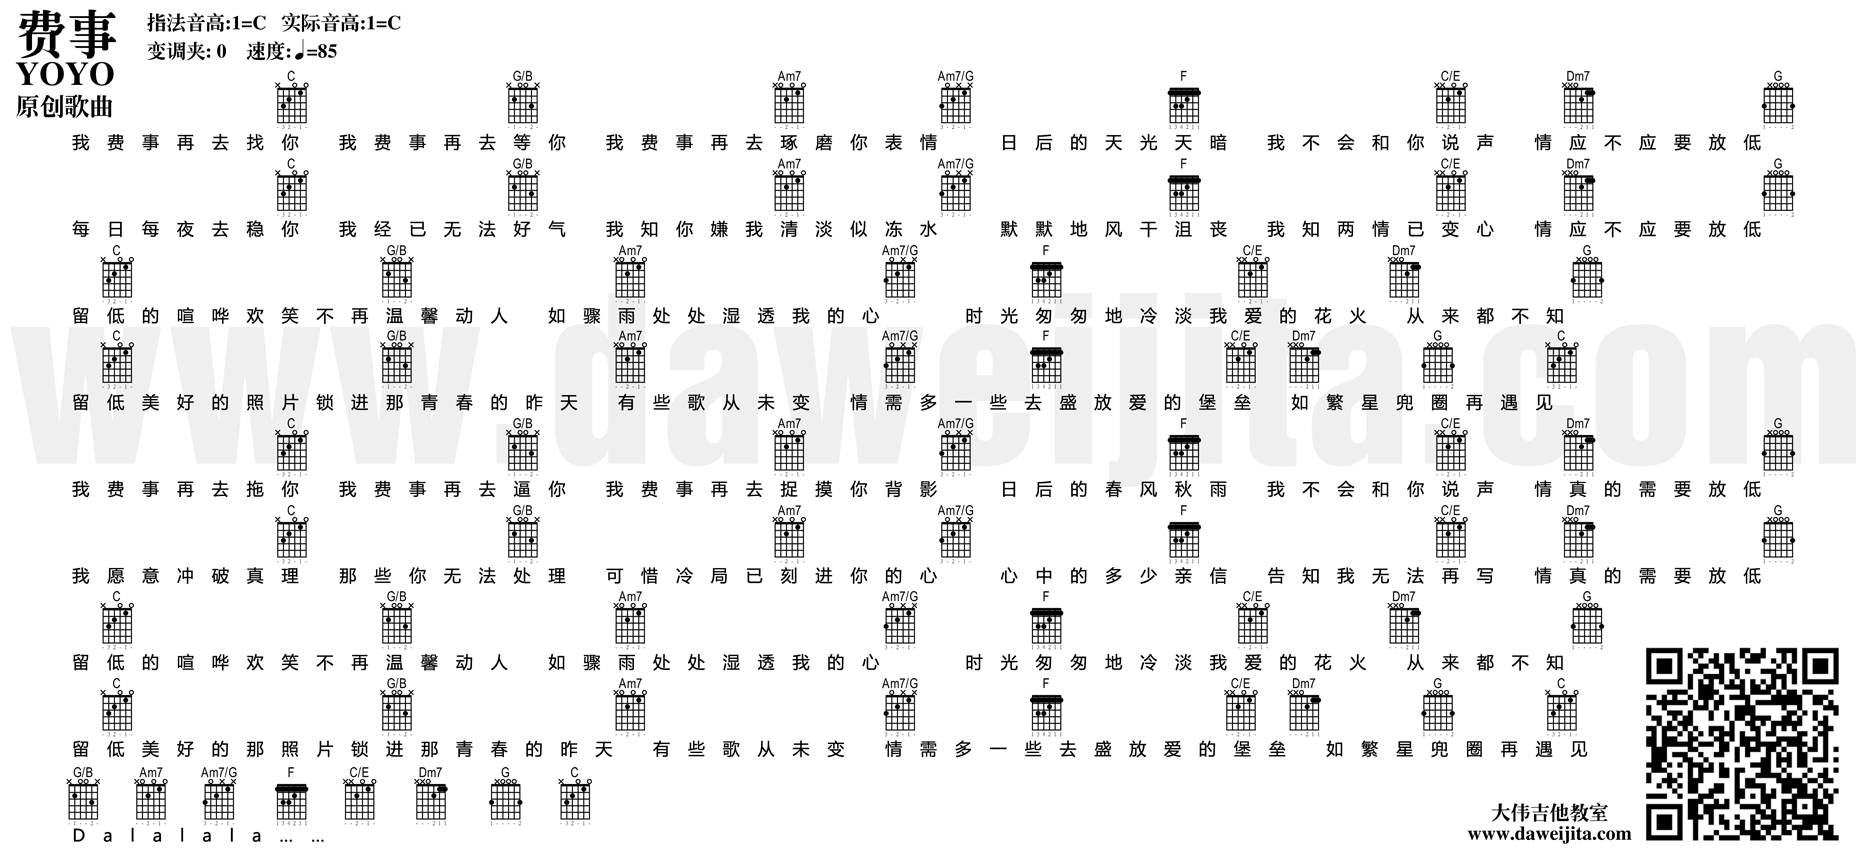 费事
YOYO
原创歌曲
指法音高:1=C 实际音高:1=C
变调夹: 0 速度:♩=85
C G/B Am7 Am7/G F C/E Dm7 G
我费事再去找你 我费事再去等你 我费事再去琢磨你表情 日后的天光天暗 我不会和你说声 情应不应要放低
C G/B Am7 Am7/G F C/E Dm7 G
每日每夜去稳你 我经已无法好气 我知你嫌我清淡似冻水 默默地风干沮丧 我知两情已变心 情应不应要放低
C G/B Am7 Am7/G F C/E Dm7 G
留低的喧哗欢笑不再温馨动人 如骤雨处处湿透我的心 时光匆匆地冷淡我爱的花火 从来都不知
C G/B Am7 Am7/G F C/E Dm7 G C
留低美好的照片锁进那青春的昨天 有些歌从未变 情需多一些去盛放爱的堡垒 如繁星兜圈再遇见
C G/B Am7 Am7/G F C/E Dm7 G
我费事再去拖你 我费事再去逼你 我费事再去捉摸你背影 日后的春风秋雨 我不会和你说声 情真的需要放低
C G/B Am7 Am7/G F C/E Dm7 G
我愿意冲破真理 那些你无法处理 可惜冷局已刻进你的心 心中的多少亲信 告知我无法再写 情真的需要放低
C G/B Am7 Am7/G F C/E Dm7 G
留低的喧哗欢笑不再温馨动人 如骤雨处处湿透我的心 时光匆匆地冷淡我爱的花火 从来都不知
C G/B Am7 Am7/G F C/E Dm7 G C
留低美好的那照片锁进那青春的昨天 有些歌从未变 情需多一些去盛放爱的堡垒 如繁星兜圈再遇见
G/B Am7 Am7/G F C/E Dm7 G C
Dalalala……
大伟吉他教室
www.daweijita.com
www.daweijita.com